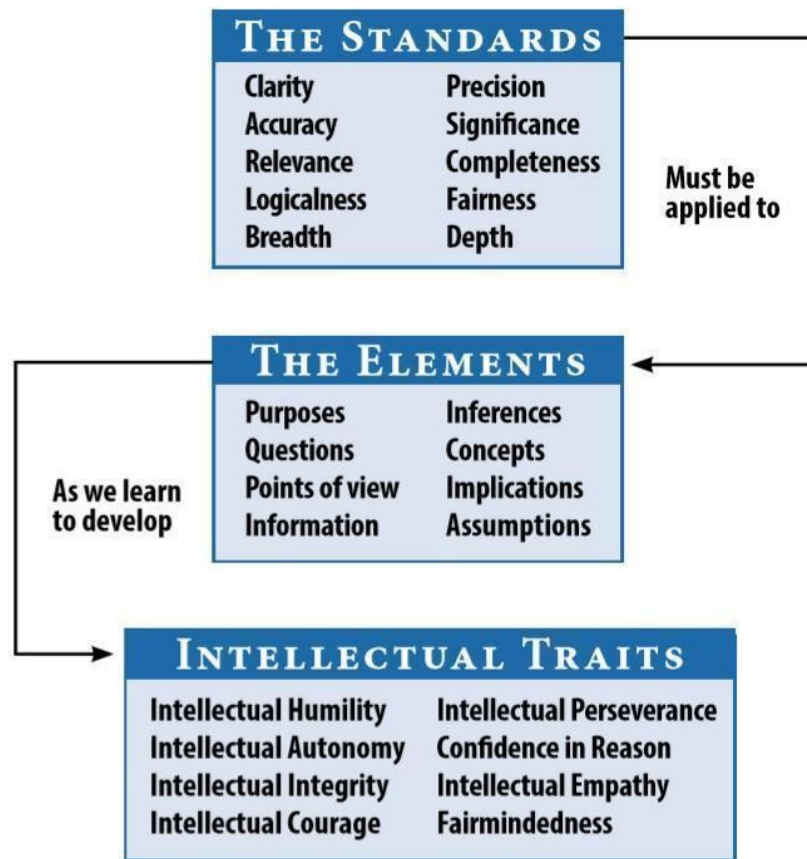 THE STANDARDS
Clarity Precision
Accuracy Significance
Relevance Completeness
Logicalness Fairness
Breadth Depth
Must be
applied to
THE ELEMENTS
Purposes Inferences
Questions Concepts
Points of view Implications
Information Assumptions
As we learn
to develop
INTELLECTUAL TRAITS
Intellectual Humility Intellectual Perseverance
Intellectual Autonomy Confidence in Reason
Intellectual Integrity Intellectual Empathy
Intellectual Courage Fairmindedness